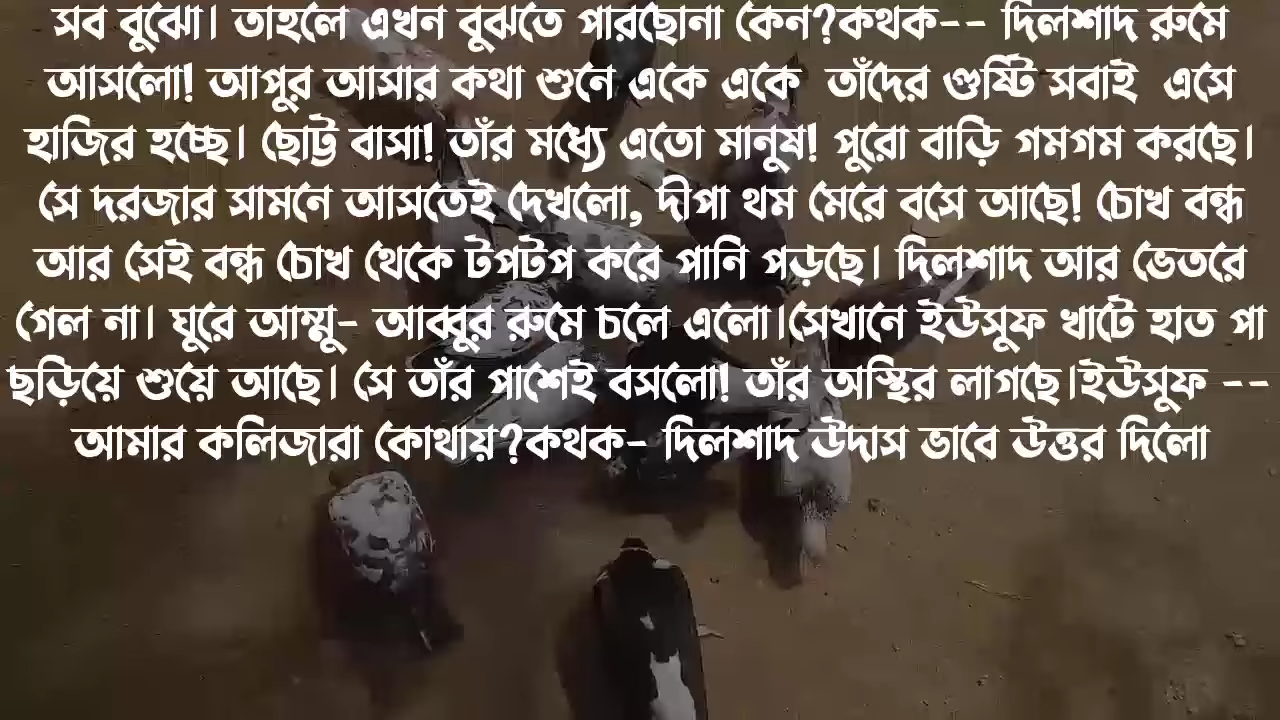 সব বুঝো। তাহলে এখন বুঝতে পারছোনা কেন?কথক-- দিলশাদ রুমে
আসলো! আপুর আসার কথা শুনে একে একে তাঁদের গুষ্টি সবাই এসে
হাজির হচ্ছে। ছোট্ট বাসা! তাঁর মধ্যে এতো মানুষ! পুরো বাড়ি গমগম করছে।
সে দরজার সামনে আসতেই দেখলো, দীপা থম মেরে বসে আছে! চোখ বন্ধ
আর সেই বন্ধ চোখ থেকে টপটপ করে পানি পড়ছে। দিলশাদ আর ভেতরে
গেল না। ঘুরে আম্মু- আব্বুর রুমে চলে এলো।সেখানে ইউসুফ খাটে হাত পা
ছড়িয়ে শুয়ে আছে। সে তাঁর পাশেই বসলো! তাঁর অস্থির লাগছে।ইউসুফ --
আমার কলিজারা কোথায়?কথক- দিলশাদ উদাস ভাবে উত্তর দিলো